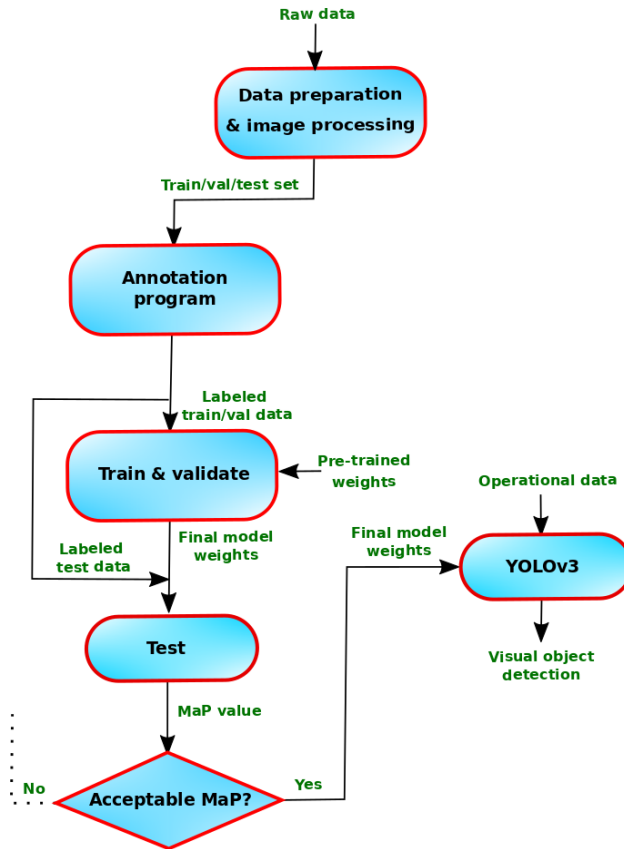 Raw data
Data preparation
& image processing
Train/val/test set
Annotation
program
Labeled
train/val data
Train & validate
Pre-trained
weights
Operational data
Final model
weights
Labeled
test data
Final model
weights
YOLOv3
Test
Visual object
detection
MaP value
No
Acceptable MaP?
Yes